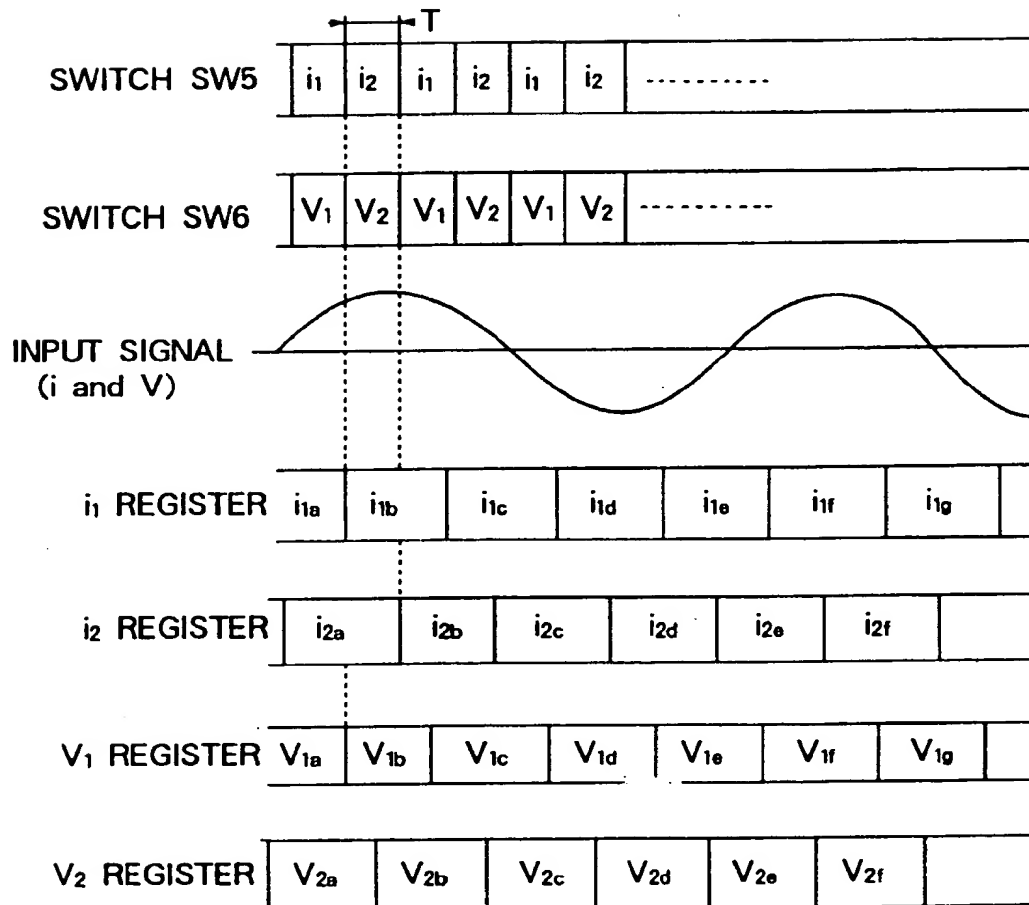 T
SWITCH SW5 i₁ i₂ i₁ i₂ i₁ i₂ ----------
SWITCH SW6 V₁ V₂ V₁ V₂ V₁ V₂ ----------
INPUT SIGNAL
(i and V)
i₁ REGISTER i1a i1b i1c i1d i1e i1f i1g
i₂ REGISTER i2a i2b i2c i2d i2e i2f
V₁ REGISTER V1a V1b V1c V1d V1e V1f V1g
V₂ REGISTER V2a V2b V2c V2d V2e V2f